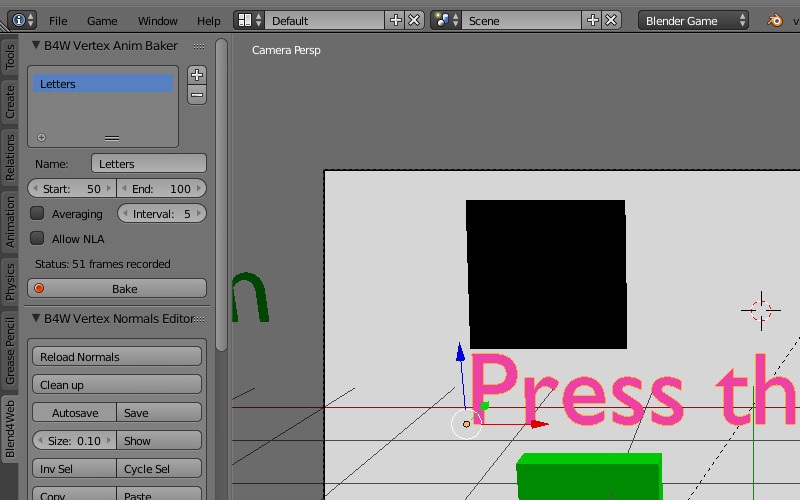 File Game Window Help Default Scene Blender Game
B4W Vertex Anim Baker
Camera Persp
Letters
Name: Letters
Start: 50 End: 100
Averaging Interval: 5
Allow NLA
Status: 51 frames recorded
Bake
B4W Vertex Normals Editor
Reload Normals
Clean up
Autosave Save
Size: 0.10 Show
Inv Sel Cycle Sel
Copy Paste
Tools
Create
Relations
Animation
Physics
Grease Pencil
Blend4Web
n
Press th